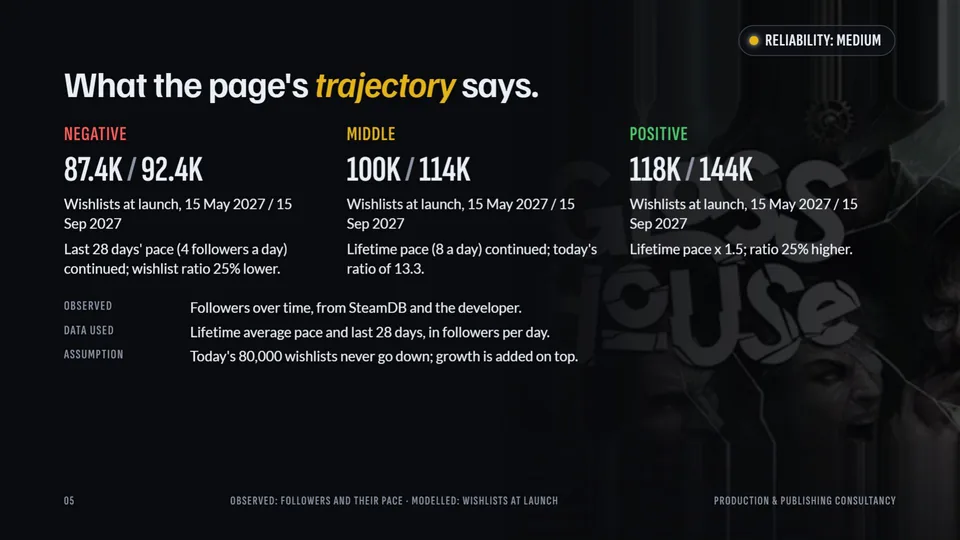 RELIABILITY: MEDIUM
What the page's trajectory says.
NEGATIVE
87.4K / 92.4K
Wishlists at launch, 15 May 2027 / 15
Sep 2027
Last 28 days' pace (4 followers a day)
continued; wishlist ratio 25% lower.
MIDDLE
100K / 114K
Wishlists at launch, 15 May 2027 / 15
Sep 2027
Lifetime pace (8 a day) continued; today's
ratio of 13.3.
POSITIVE
118K / 144K
Wishlists at launch, 15 May 2027 / 15
Sep 2027
Lifetime pace x 1.5; ratio 25% higher.
OBSERVED Followers over time, from SteamDB and the developer.
DATA USED Lifetime average pace and last 28 days, in followers per day.
ASSUMPTION Today's 80,000 wishlists never go down; growth is added on top.
GLASS
HOUSe
05 OBSERVED: FOLLOWERS AND THEIR PACE · MODELLED: WISHLISTS AT LAUNCH PRODUCTION & PUBLISHING CONSULTANCY